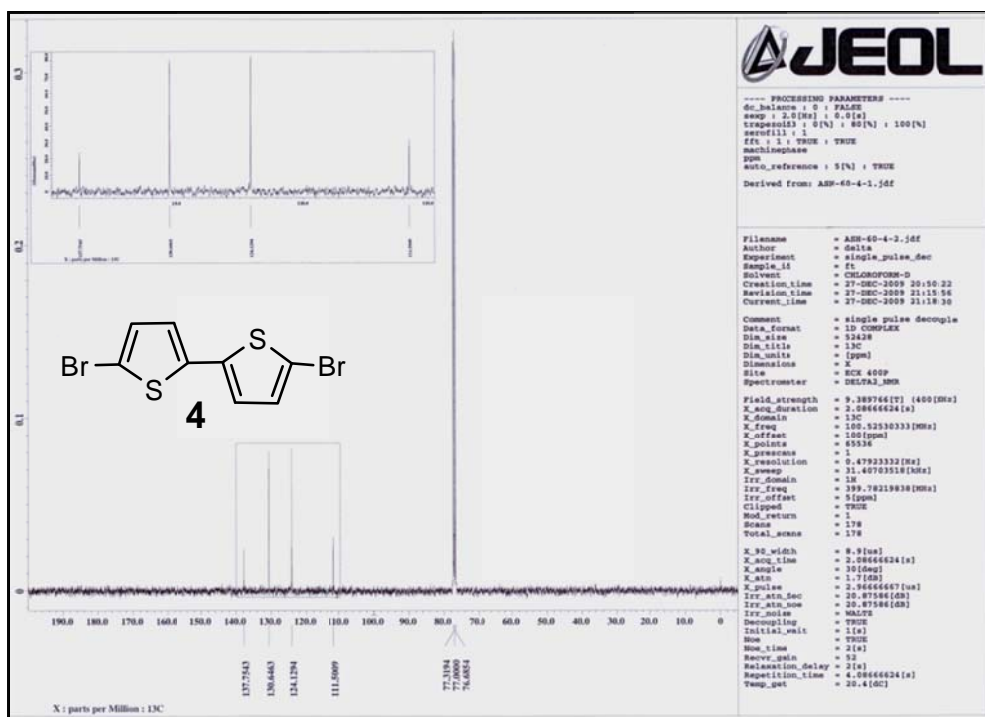 JEOL
---- PROCESSING PARAMETERS ----
dc_balance : 0 : FALSE
sexp : 2.0[Hz] : 0.0[s]
trapezoid3 : 0[%] : 80[%] : 100[%]
zerofill : 1
fft : 1 : TRUE : TRUE
machinephase
ppm
auto_reference : 5[%] : TRUE
Derived from: ASN-60-4-1.jdf
Filename = ASN-60-4-2.jdf
Author = delta
Experiment = single_pulse_dec
Sample_id = ft
Solvent = CHLOROFORM-D
Creation_time = 27-DEC-2009 20:50:22
Revision_time = 27-DEC-2009 21:15:56
Current_time = 27-DEC-2009 21:18:30
Comment = single pulse decouple
Data_format = 1D COMPLEX
Dim_size = 52428
Dim_title = 13C
Dim_units = [ppm]
Dimensions = X
Site = ECX 400P
Spectrometer = DELTA2_NMR
Field_strength = 9.389766[T] (400[MHz]
X_acq_duration = 2.08666624[s]
X_domain = 13C
X_freq = 100.52530333[MHz]
X_offset = 100[ppm]
X_points = 65536
X_prescans = 1
X_resolution = 0.47923332[Hz]
X_sweep = 31.40703518[kHz]
Irr_domain = 1H
Irr_freq = 399.78219838[MHz]
Irr_offset = 5[ppm]
Clipped = TRUE
Mod_return = 1
Scans = 178
Total_scans = 178
X_90_width = 8.9[us]
X_acq_time = 2.08666624[s]
X_angle = 30[deg]
X_atn = 1.7[dB]
X_pulse = 2.96666667[us]
Irr_atn_dec = 20.87586[dB]
Irr_atn_noe = 20.87586[dB]
Irr_noise = WALTZ
Decoupling = TRUE
Initial_wait = 1[s]
Noe = TRUE
Noe_time = 2[s]
Recvr_gain = 52
Relaxation_delay = 2[s]
Repetition_time = 4.08666624[s]
Temp_get = 20.4[dC]
0.3
0.2
0.1
0
X : parts per Million : 13C
Br
S
S
Br
4
190.0 180.0 170.0 160.0 150.0 140.0 130.0 120.0 110.0 100.0 90.0 80.0 70.0 60.0 50.0 40.0 30.0 20.0 10.0 0
137.7543
130.6463
124.1294
111.5009
77.3194
77.0000
76.6854
X : parts per Million : 13C